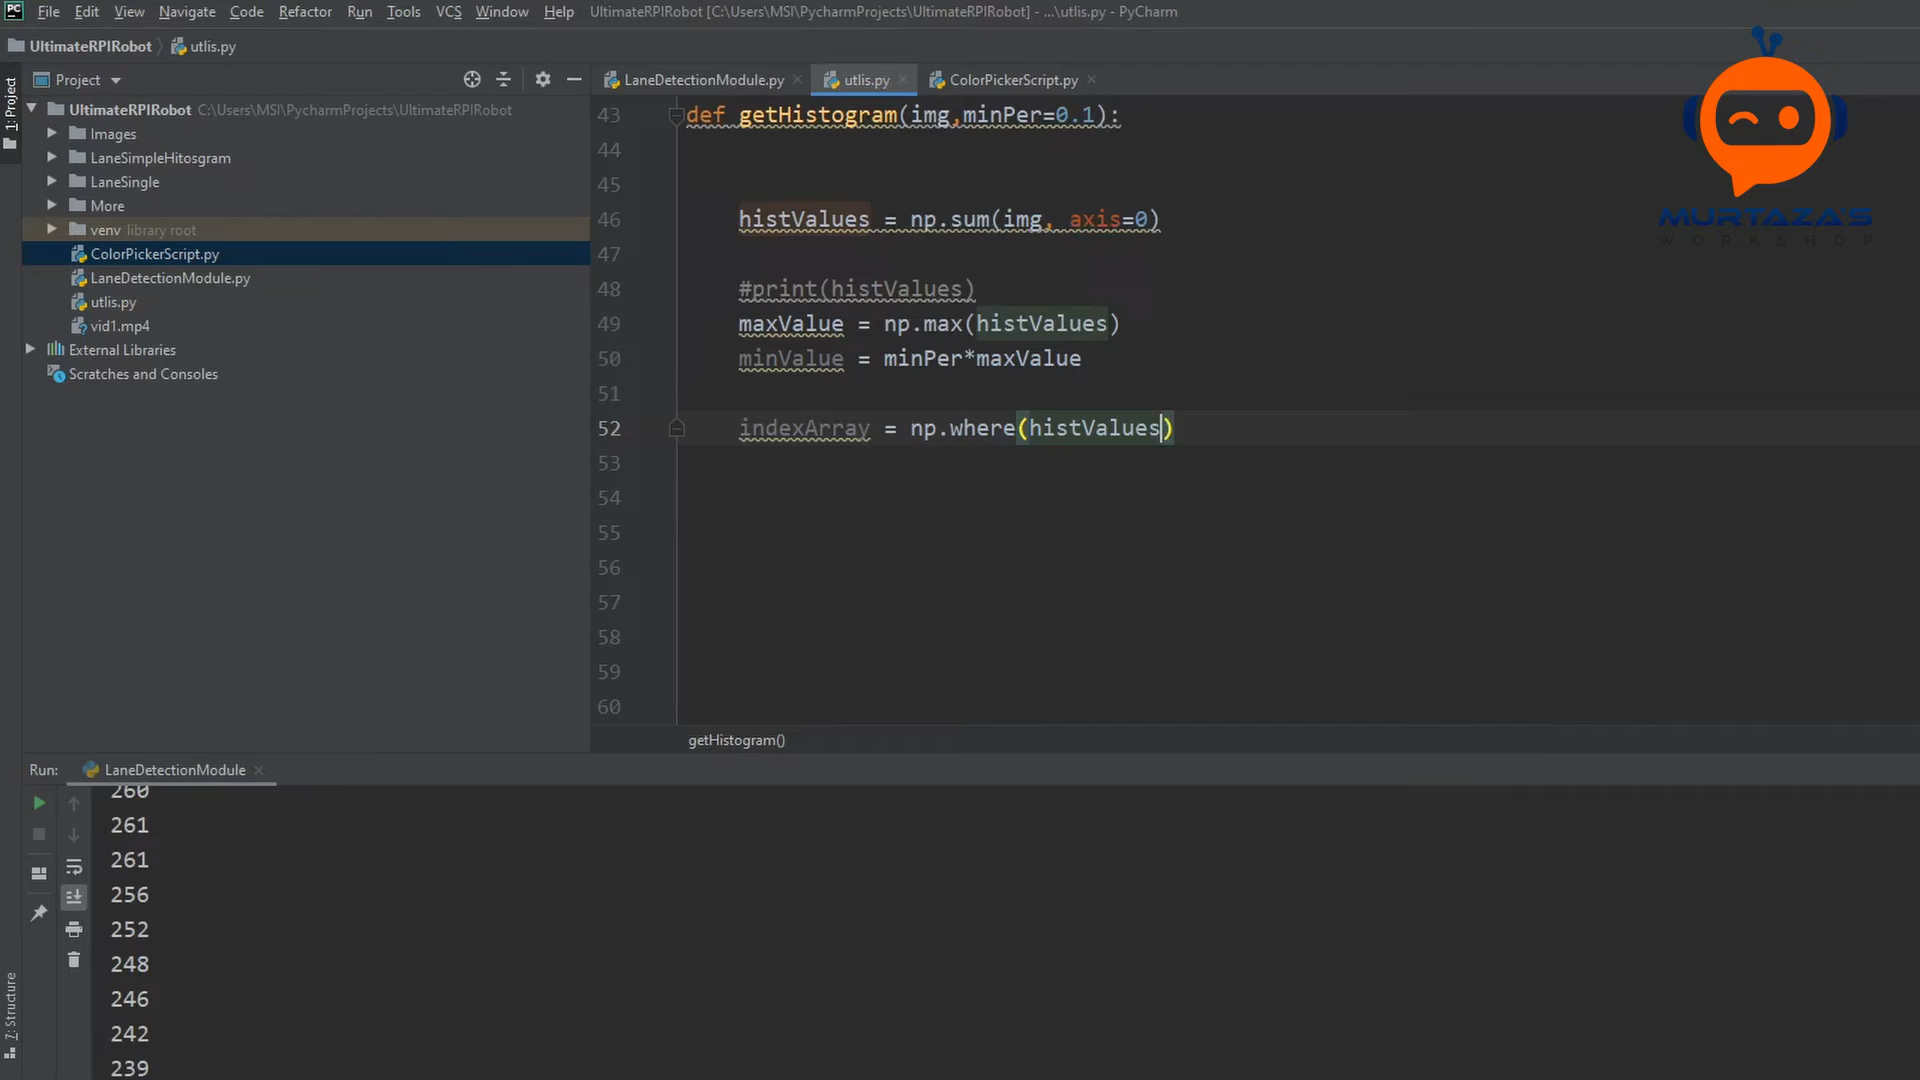 PC File Edit View Navigate Code Refactor Run Tools VCS Window Help UltimateRPIRobot [C:\Users\MSI\PycharmProjects\UltimateRPIRobot] - ...\utlis.py - PyCharm
UltimateRPIRobot utlis.py
Project
LaneDetectionModule.py utlis.py ColorPickerScript.py
1: Project
UltimateRPIRobot C:\Users\MSI\PycharmProjects\UltimateRPIRobot
Images
LaneSimpleHitosgram
LaneSingle
More
venv library root
ColorPickerScript.py
LaneDetectionModule.py
utlis.py
vid1.mp4
External Libraries
Scratches and Consoles
43 def getHistogram(img,minPer=0.1):
44
45
46 histValues = np.sum(img, axis=0)
47
48 #print(histValues)
49 maxValue = np.max(histValues)
50 minValue = minPer*maxValue
51
52 indexArray = np.where(histValues)
53
54
55
56
57
58
59
60
getHistogram()
MURTAZA'S
WORKSHOP
Run: LaneDetectionModule
260
261
261
256
252
248
246
242
239
7: Structure